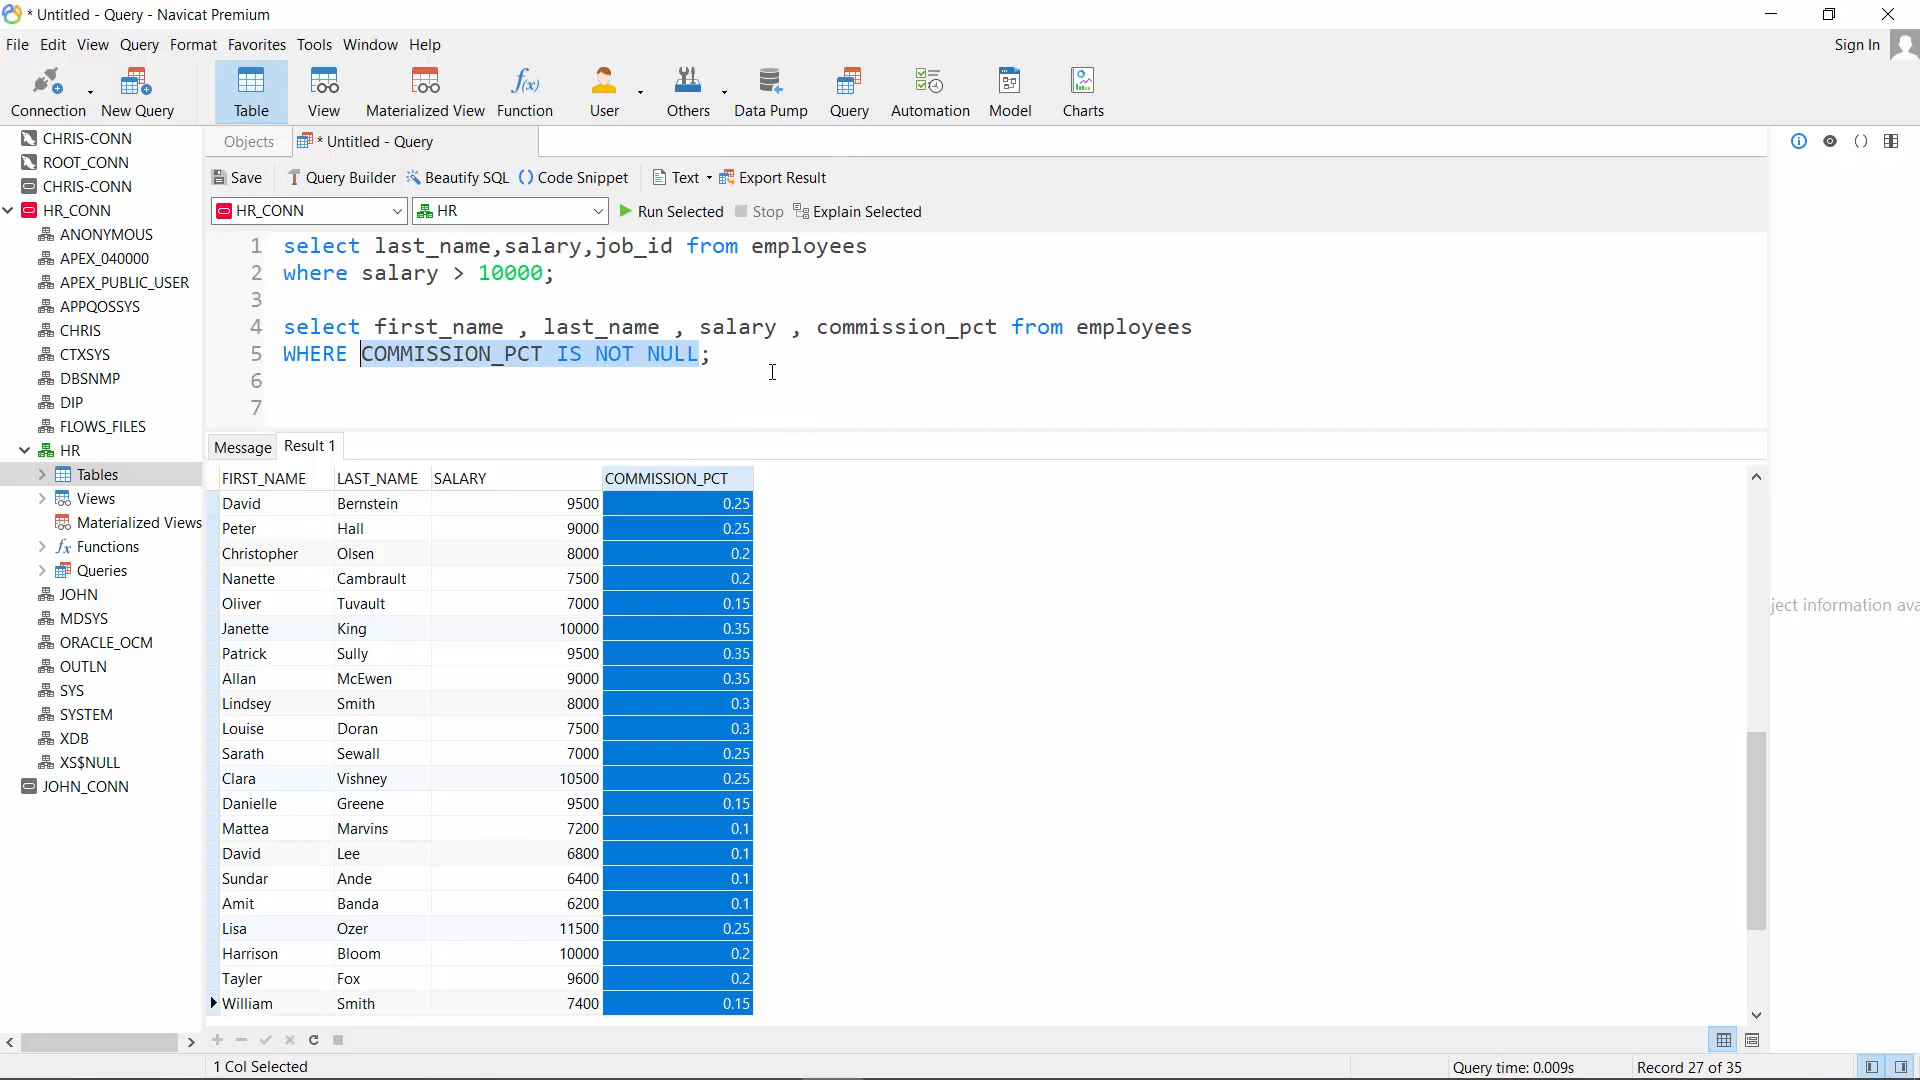 * Untitled - Query - Navicat Premium
File Edit View Query Format Favorites Tools Window Help
Sign In
Connection New Query Table View Materialized View Function User Others Data Pump Query Automation Model Charts
CHRIS-CONN
ROOT_CONN
CHRIS-CONN
HR_CONN
ANONYMOUS
APEX_040000
APEX_PUBLIC_USER
APPQOSSYS
CHRIS
CTXSYS
DBSNMP
DIP
FLOWS_FILES
HR
Tables
Views
Materialized Views
Functions
Queries
JOHN
MDSYS
ORACLE_OCM
OUTLN
SYS
SYSTEM
XDB
XS$NULL
JOHN_CONN
Objects * Untitled - Query
Save Query Builder Beautify SQL () Code Snippet Text Export Result
HR_CONN HR Run Selected Stop Explain Selected
1 select last_name,salary,job_id from employees
2 where salary > 10000;
3
4 select first_name , last_name , salary , commission_pct from employees
5 WHERE COMMISSION_PCT IS NOT NULL;
6
7
Message Result 1
FIRST_NAME LAST_NAME SALARY COMMISSION_PCT
David Bernstein 9500 0.25
Peter Hall 9000 0.25
Christopher Olsen 8000 0.2
Nanette Cambrault 7500 0.2
Oliver Tuvault 7000 0.15
Janette King 10000 0.35
Patrick Sully 9500 0.35
Allan McEwen 9000 0.35
Lindsey Smith 8000 0.3
Louise Doran 7500 0.3
Sarath Sewall 7000 0.25
Clara Vishney 10500 0.25
Danielle Greene 9500 0.15
Mattea Marvins 7200 0.1
David Lee 6800 0.1
Sundar Ande 6400 0.1
Amit Banda 6200 0.1
Lisa Ozer 11500 0.25
Harrison Bloom 10000 0.2
Tayler Fox 9600 0.2
William Smith 7400 0.15
ject information ava
1 Col Selected
Query time: 0.009s
Record 27 of 35